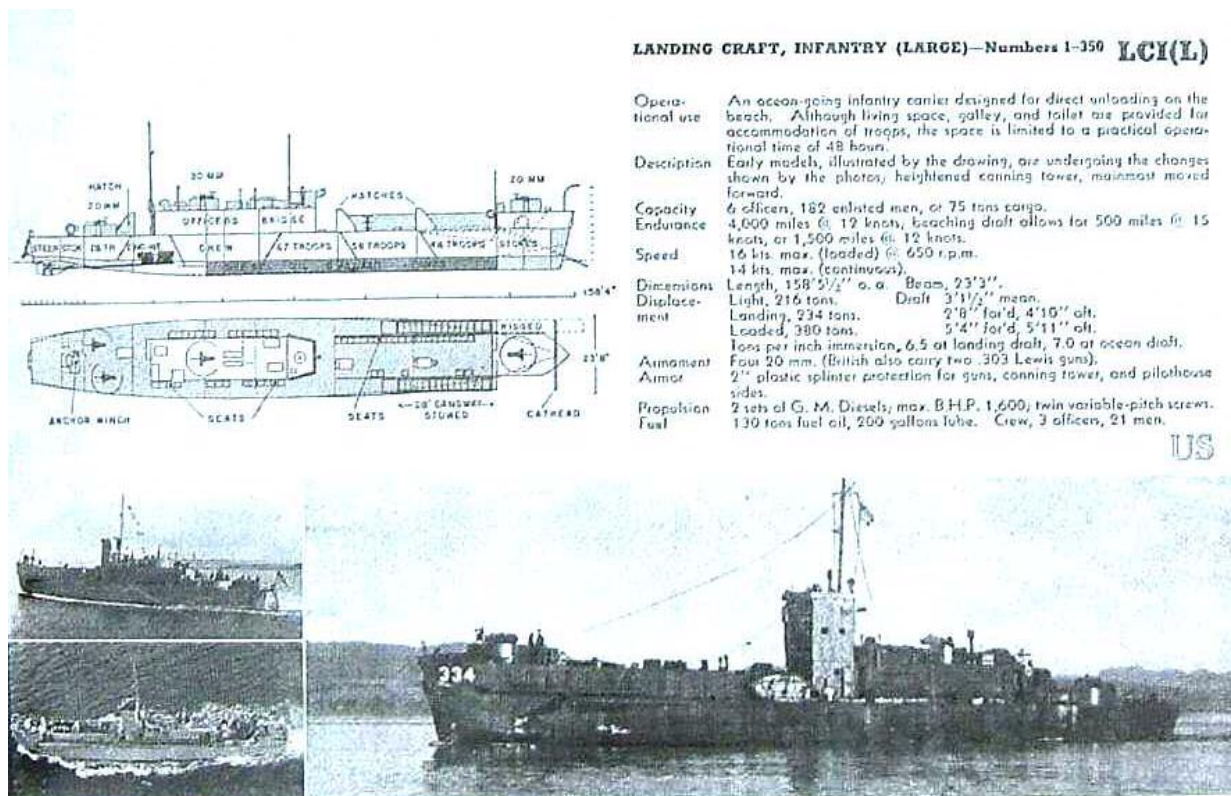 LANDING CRAFT, INFANTRY (LARGE)—Numbers 1-350 LCI(L)
Opera- An ocean-going infantry carrier designed for direct unloading on the
tional use beach. Although living space, galley, and toilet are provided for
accommodation of troops, the space is limited to a practical opera-
tional time of 48 hours.
Description Early models, illustrated by the drawing, are undergoing the changes
shown by the photos; heightened conning tower, mainmast moved
forward.
Capacity 6 officers, 182 enlisted men, or 75 tons cargo.
Endurance 4,000 miles @ 12 knots, beaching draft allows for 500 miles @ 15
knots, or 1,500 miles @ 12 knots.
Speed 16 kts. max. (loaded) @ 650 r.p.m.
14 kts. max. (continuous).
Dimensions Length, 158'5½" o. a. Beam, 23'3".
Displace- Light, 216 tons. Draft 3'1½" mean.
ment Landing, 234 tons. 2'8" for'd, 4'10" aft.
Loaded, 380 tons. 5'4" for'd, 5'11" aft.
Tons per inch immersion, 6.5 at landing draft, 7.0 at ocean draft.
Armament Four 20 mm. (British also carry two .303 Lewis guns).
Armor 2" plastic splinter protection for guns, conning tower, and pilothouse
sides.
Propulsion 2 sets of G. M. Diesels; max. B.H.P. 1,600; twin variable-pitch screws.
Fuel 130 tons fuel oil, 200 gallons lube. Crew, 3 officers, 21 men.
US
HATCH
20 MM
20 MM
HATCHES
20 MM
OFFICERS BRIDGE
CREW
67 TROOPS
56 TROOPS
46 TROOPS
STORES
158'4"
RIGGED
23'8"
ANCHOR WINCH
SEATS
SEATS
28' GANGWAY
STOWED
CATHEAD
334